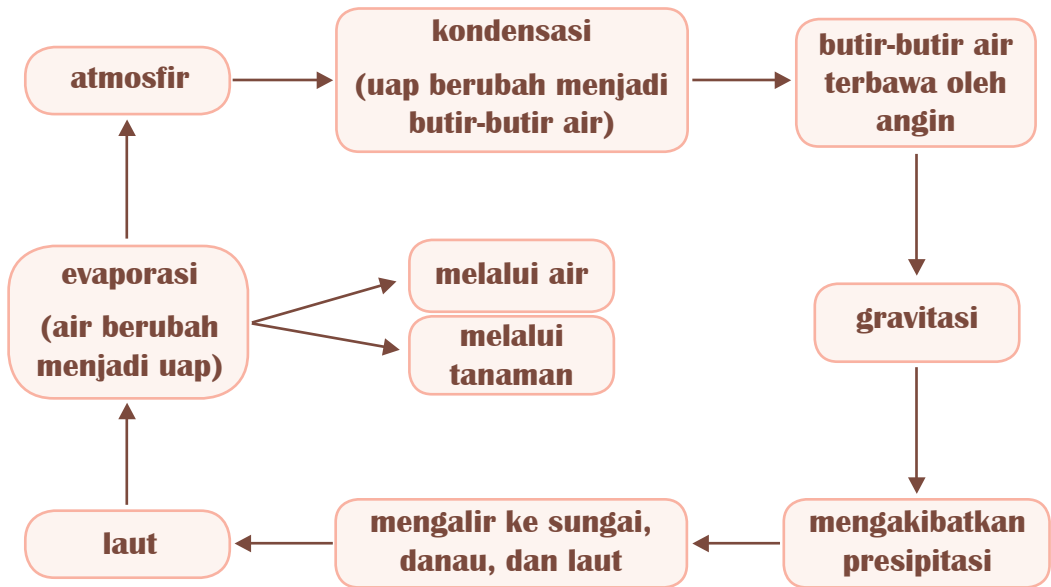 atmosfir
kondensasi
(uap berubah menjadi
butir-butir air)
butir-butir air
terbawa oleh
angin
evaporasi
(air berubah
menjadi uap)
melalui air
melalui
tanaman
gravitasi
laut
mengalir ke sungai,
danau, dan laut
mengakibatkan
presipitasi